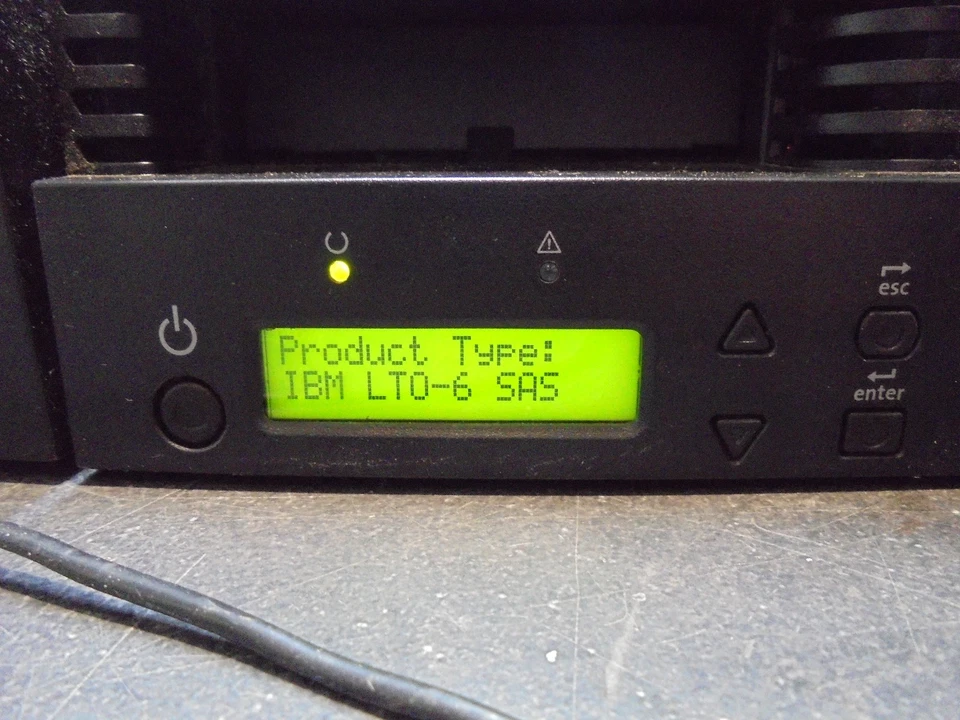 esc
Product Type:
IBM LTO-6 SAS
enter